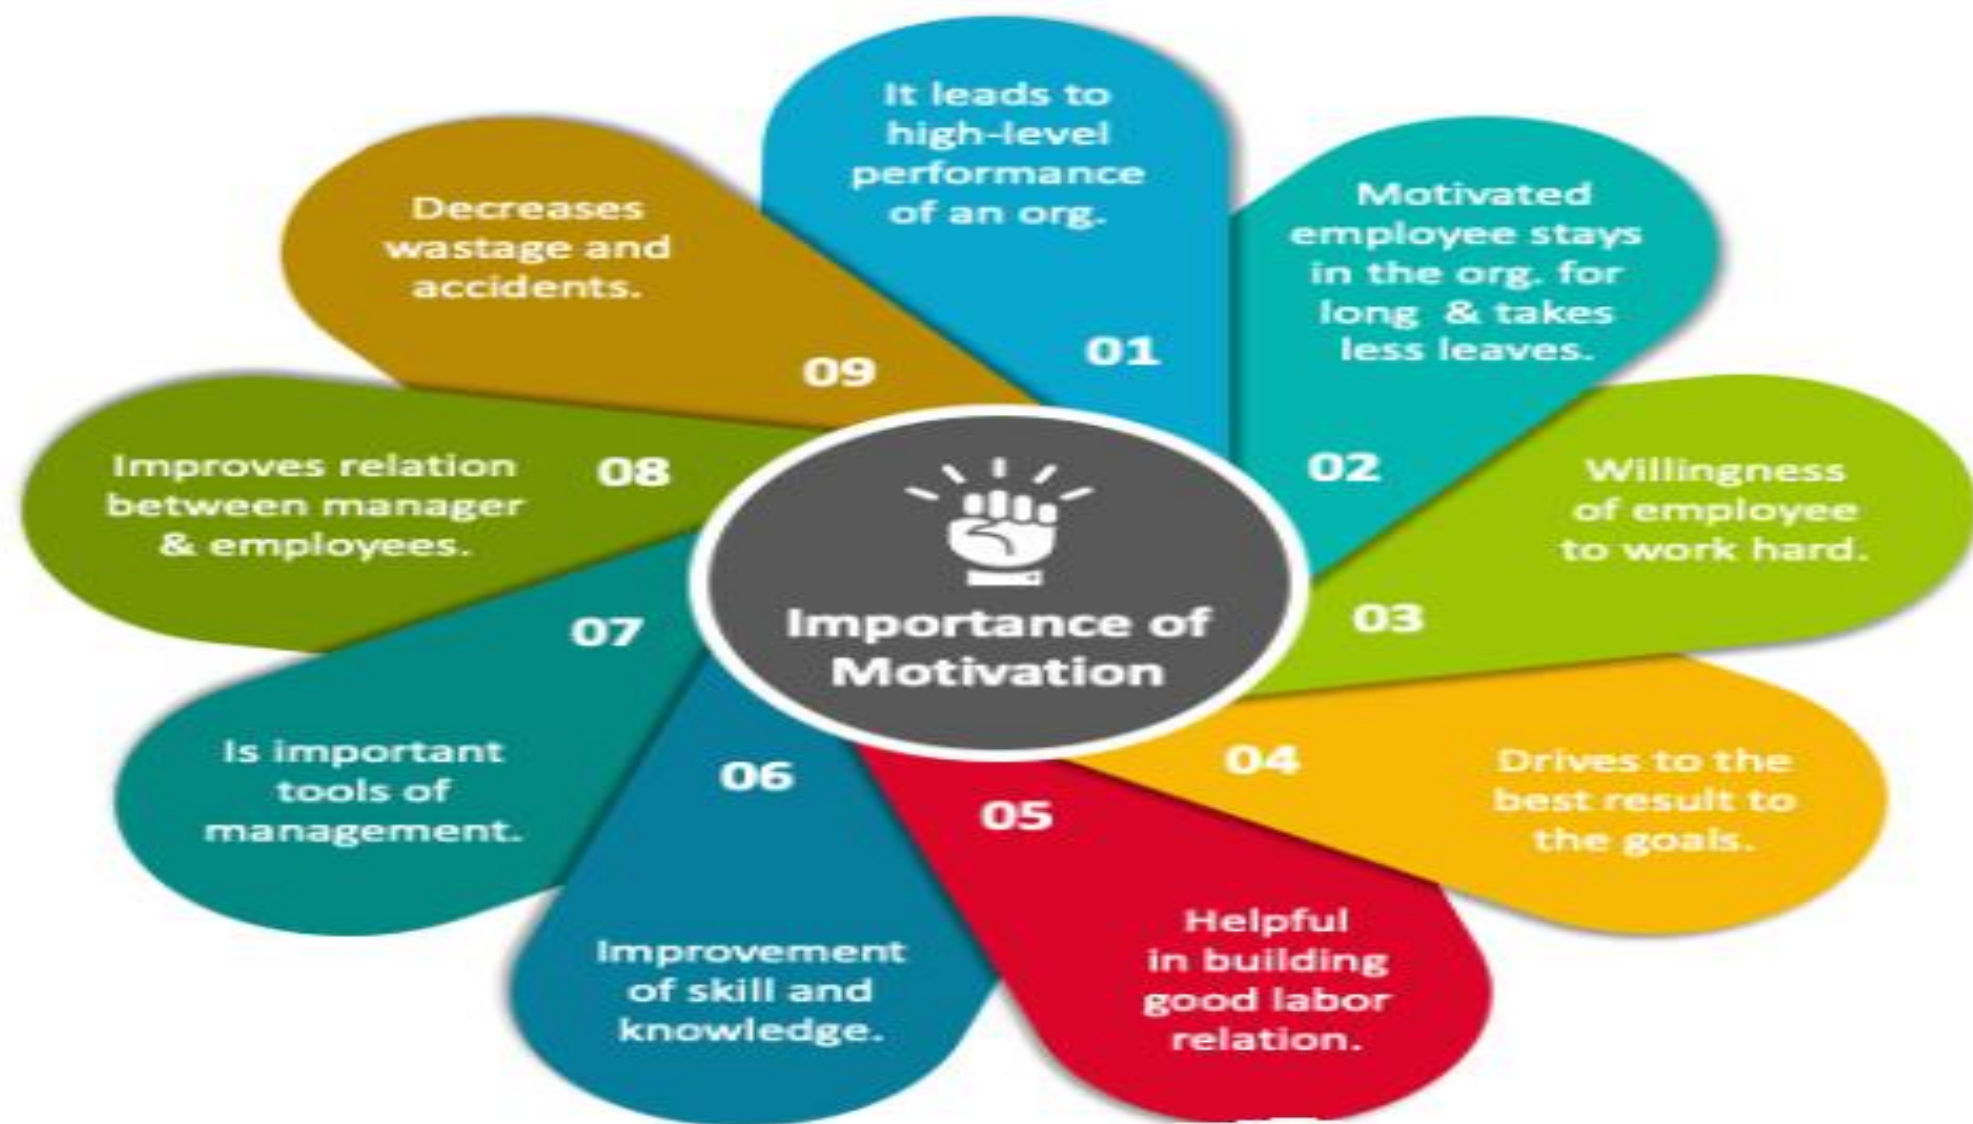 Importance of
Motivation
It leads to
high-level
performance
of an org.
01
Motivated
employee stays
in the org. for
long & takes
less leaves.
02
Willingness
of employee
to work hard.
03
Drives to the
best result to
the goals.
04
Helpful
in building
good labor
relation.
05
Improvement
of skill and
knowledge.
06
Is important
tools of
management.
07
Improves relation
between manager
& employees.
08
Decreases
wastage and
accidents.
09